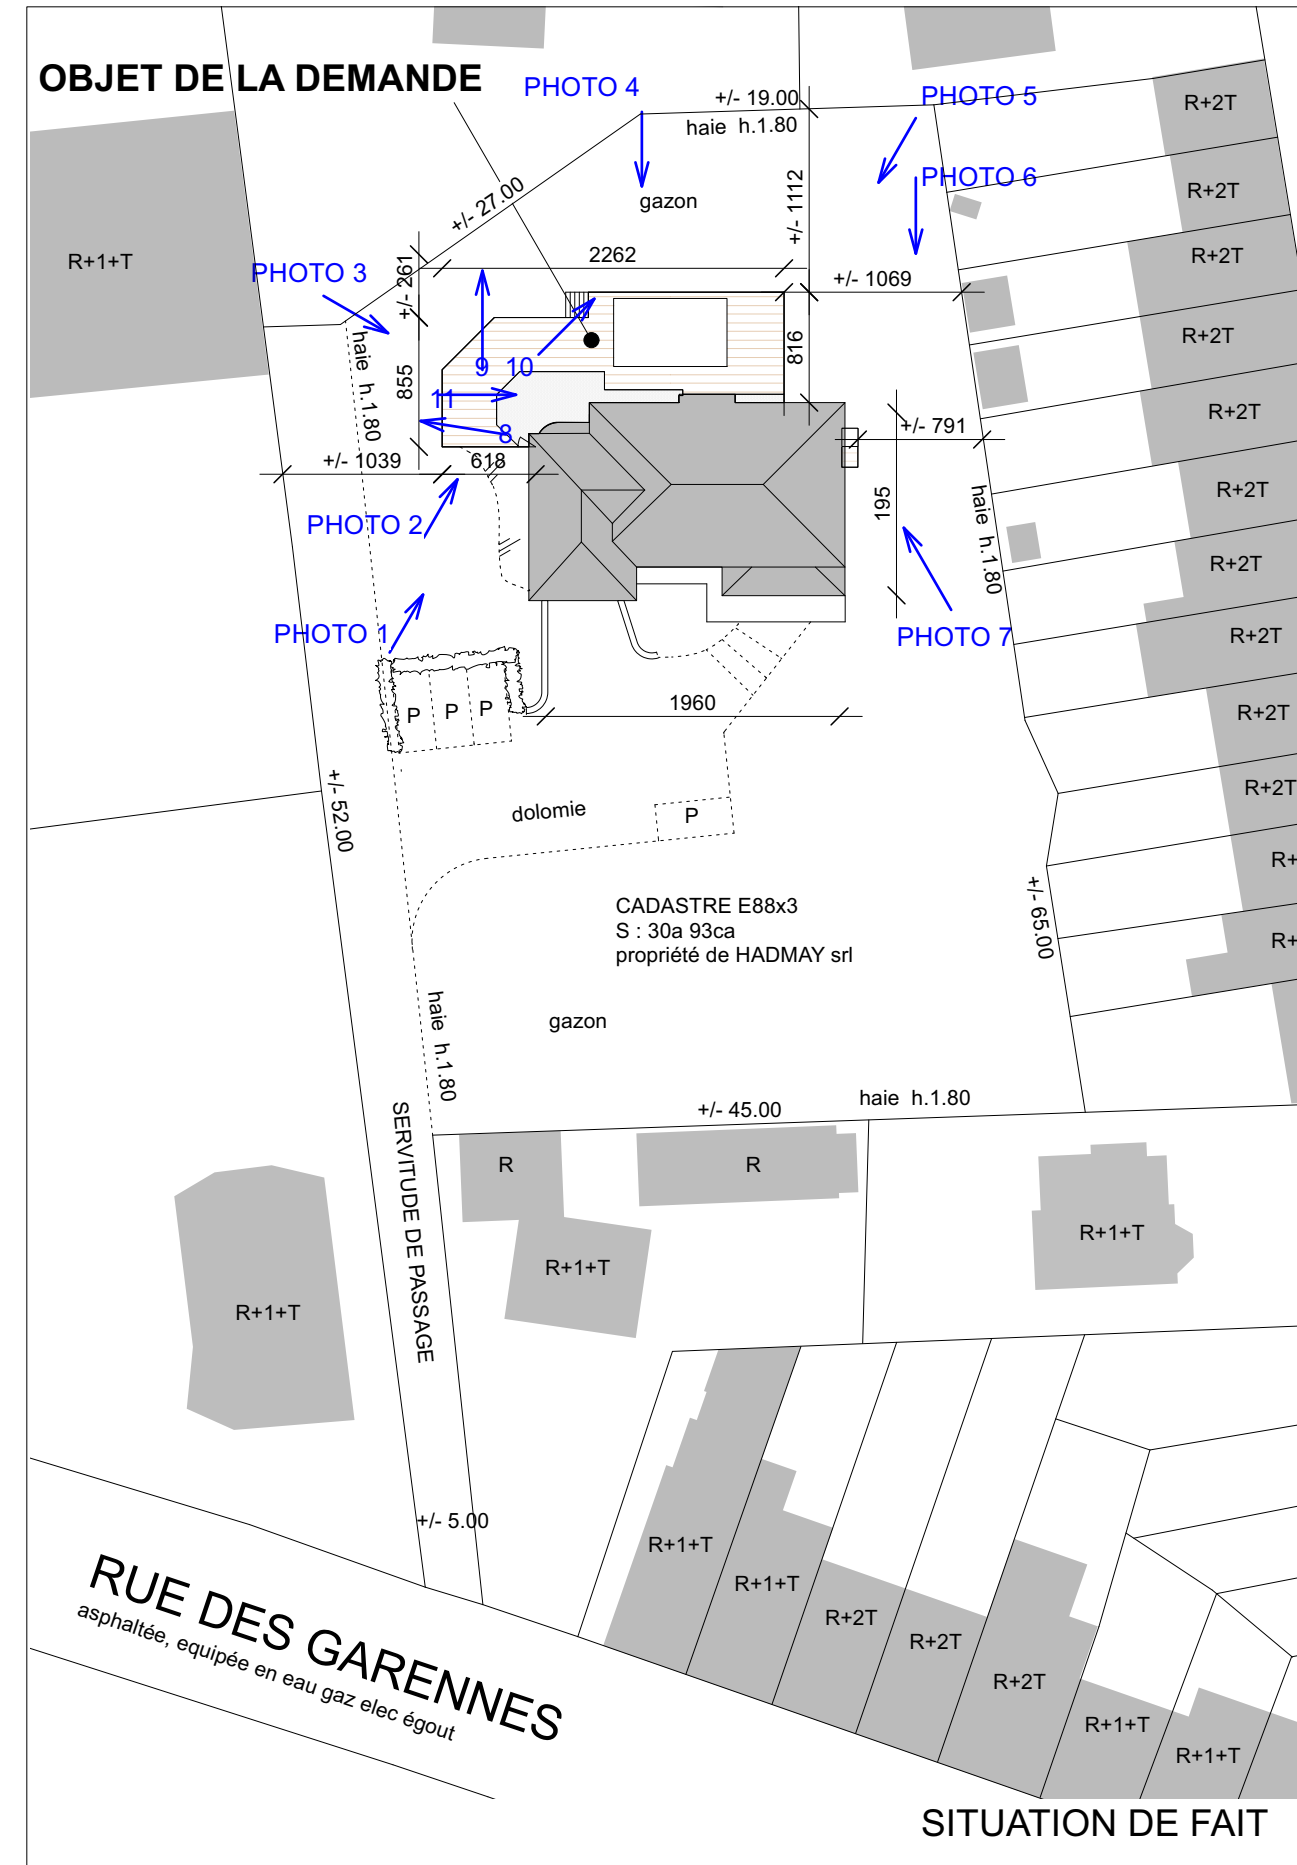 OBJET DE LA DEMANDE
PHOTO 4
+/- 19.00
haie h.1.80
PHOTO 5
R+2T
PHOTO 6
R+2T
+/- 27.00
gazon
+/- 1112
R+1+T
PHOTO 3
+/- 261
2262
+/- 1069
R+2T
haie h.1.80
855
9
10
816
R+2T
11
8
+/- 791
R+2T
+/- 1039
618
195
haie h.1.80
R+2T
PHOTO 2
R+2T
PHOTO 1
PHOTO 7
R+2T
P
P
P
1960
R+2T
+/- 52.00
dolomie
P
R+2T
R+
CADASTRE E88x3
S : 30a 93ca
propriété de HADMAY srl
+/- 65.00
R+
haie h.1.80
gazon
+/- 45.00
haie h.1.80
SERVITUDE DE PASSAGE
R
R
R+1+T
R+1+T
R+1+T
+/- 5.00
R+1+T
R+1+T
R+2T
R+2T
R+2T
R+1+T
R+1+T
RUE DES GARENNES
asphaltée, equipée en eau gaz elec égout
SITUATION DE FAIT